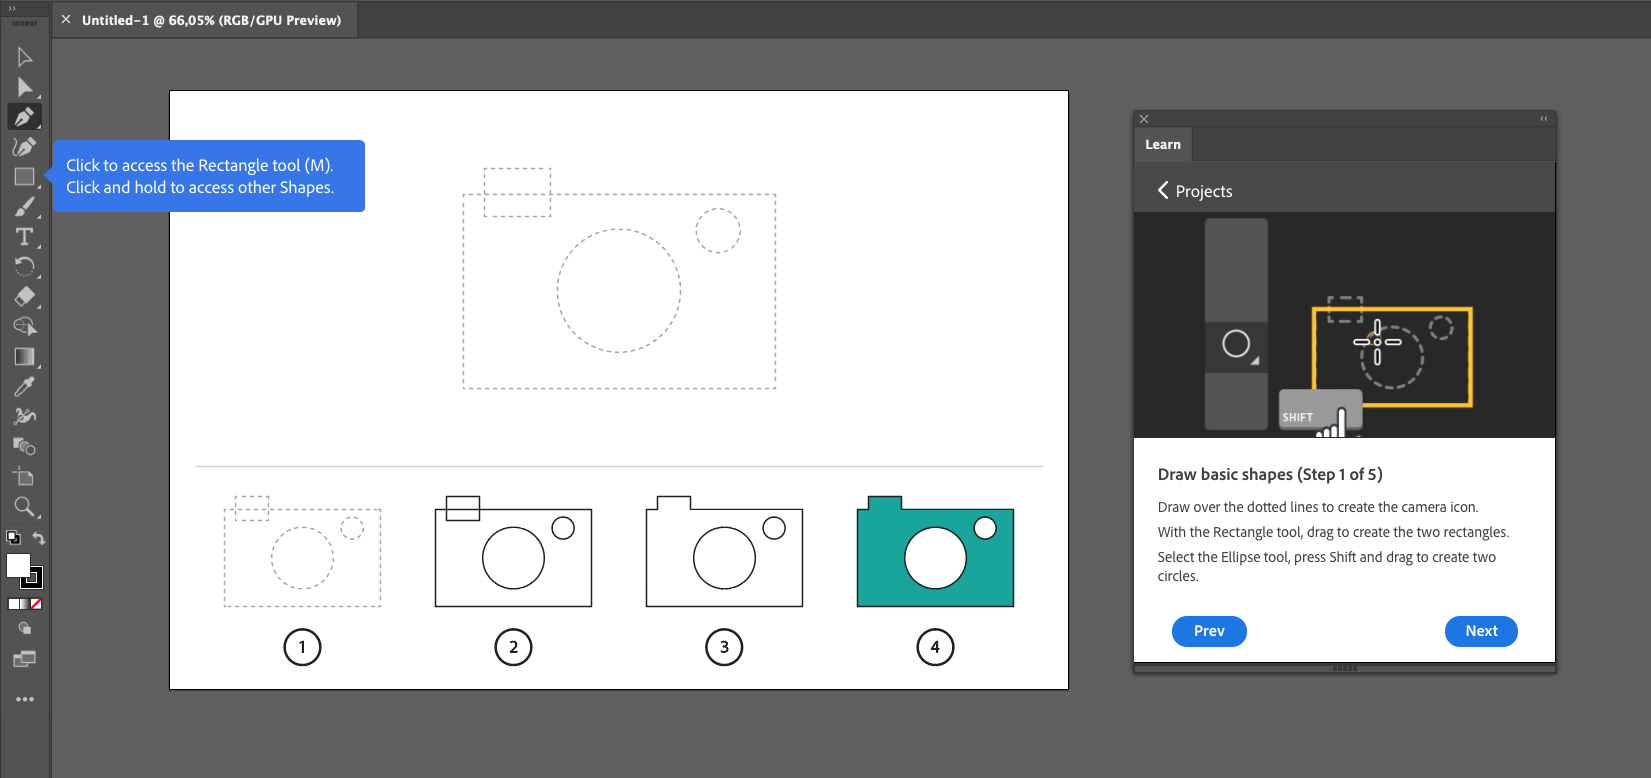 Untitled-1 @ 66,05% (RGB/GPU Preview)
Click to access the Rectangle tool (M).
Click and hold to access other Shapes.
1
2
3
4
Learn
Projects
SHIFT
Draw basic shapes (Step 1 of 5)
Draw over the dotted lines to create the camera icon.
With the Rectangle tool, drag to create the two rectangles.
Select the Ellipse tool, press Shift and drag to create two
circles.
Prev
Next